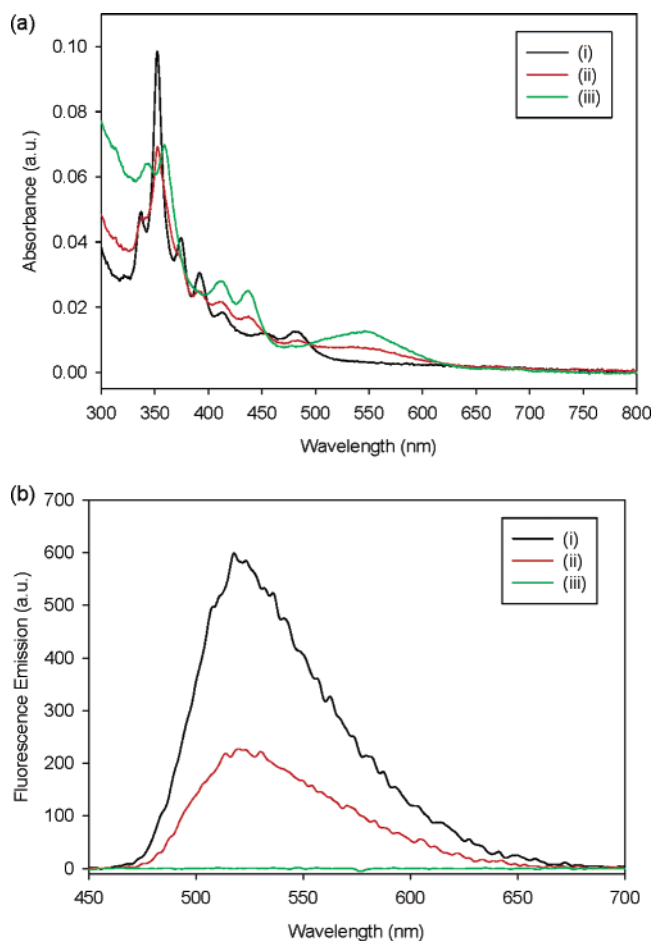 (a)
0.10
0.08
0.06
0.04
0.02
0.00
Absorbance (a.u.)
(i)
(ii)
(iii)
300 350 400 450 500 550 600 650 700 750 800
Wavelength (nm)
(b)
700
600
500
400
300
200
100
0
Fluorescence Emission (a.u.)
(i)
(ii)
(iii)
450 500 550 600 650 700
Wavelength (nm)